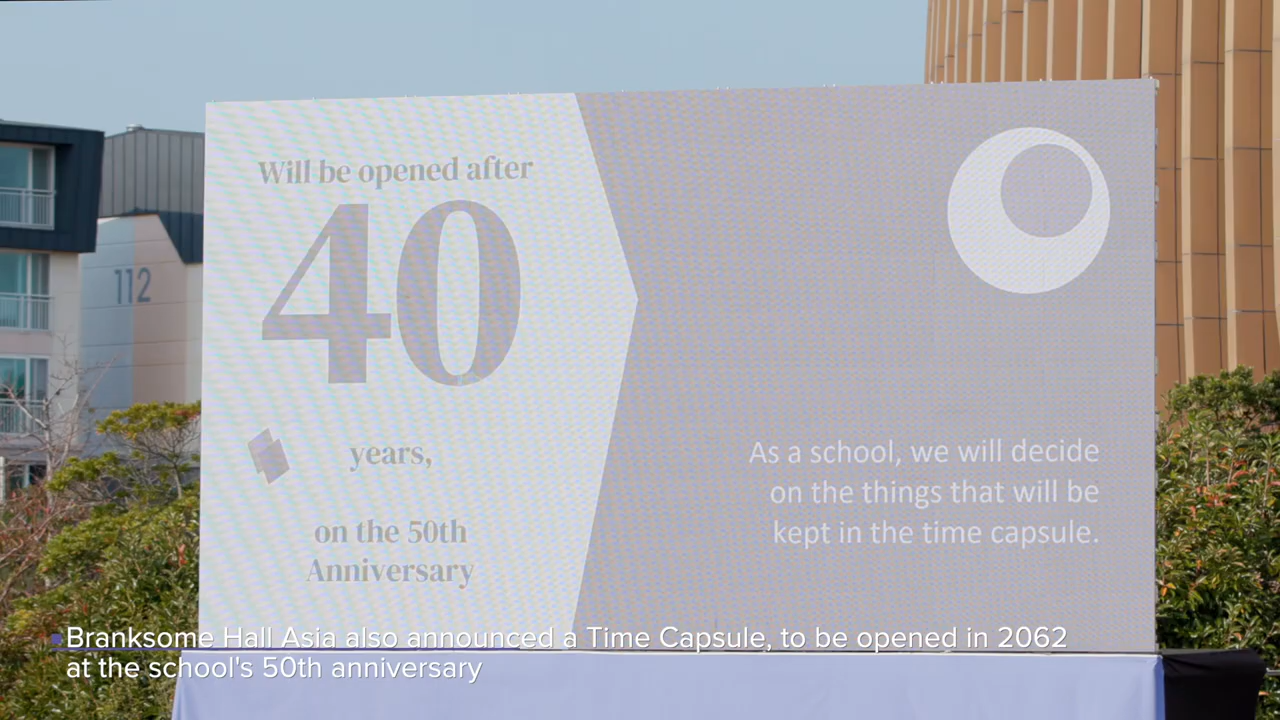 Will be opened after
40
years,
on the 50th
Anniversary
112
As a school, we will decide
on the things that will be
kept in the time capsule.
Branksome Hall Asia also announced a Time Capsule, to be opened in 2062
at the school's 50th anniversary